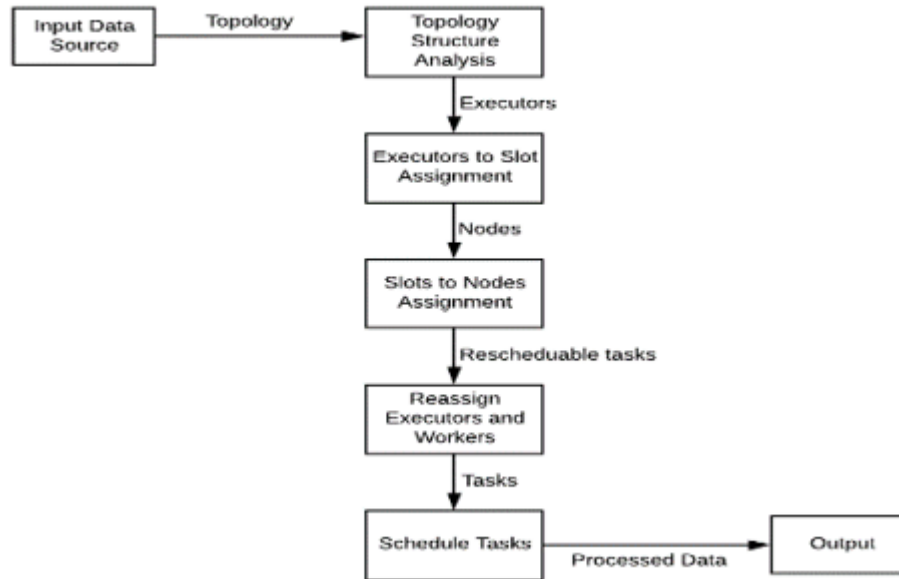 Input Data
Source
Topology
Topology
Structure
Analysis
Executors
Executors to Slot
Assignment
Nodes
Slots to Nodes
Assignment
Rescheduable tasks
Reassign
Executors and
Workers
Tasks
Schedule Tasks
Processed Data
Output